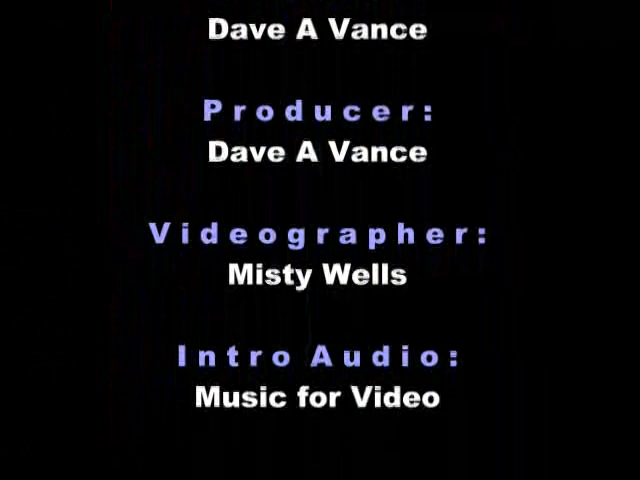 Dave A Vance
Producer:
Dave A Vance
Videographer:
Misty Wells
Intro Audio:
Music for Video